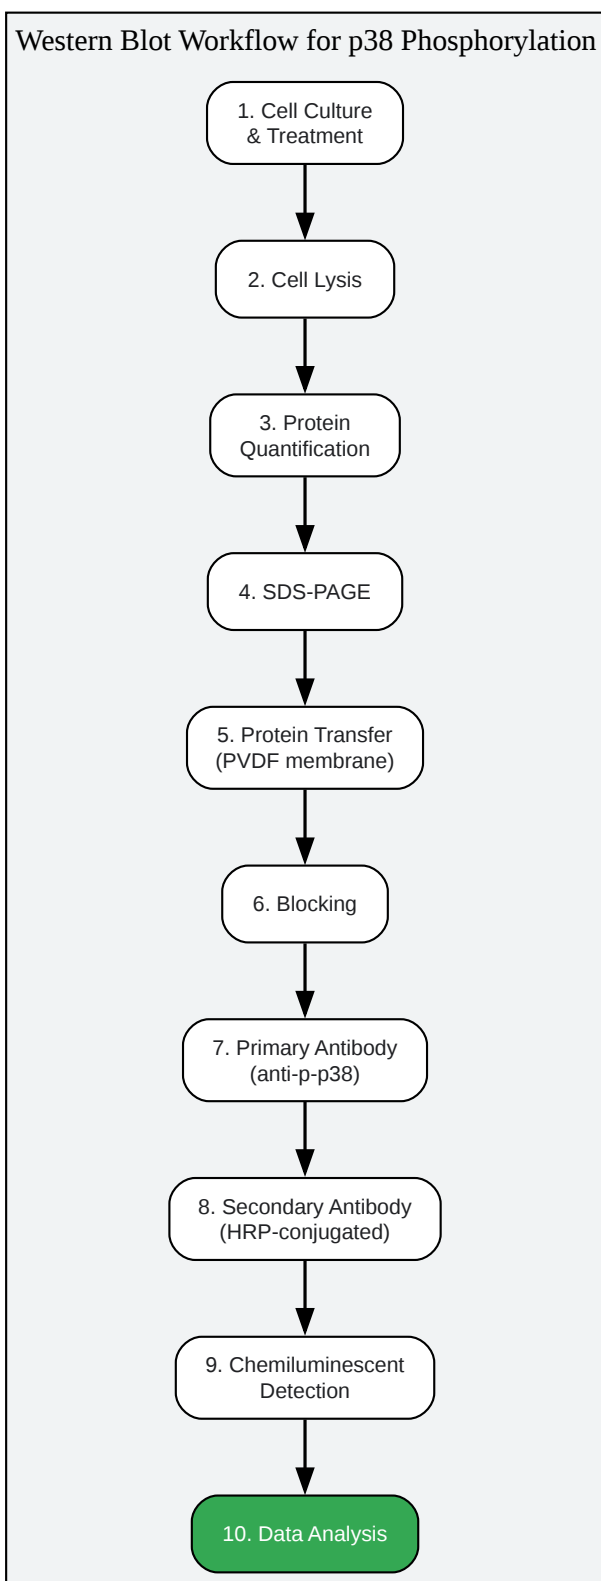 Western Blot Workflow for p38 Phosphorylation
1. Cell Culture
& Treatment
2. Cell Lysis
3. Protein
Quantification
4. SDS-PAGE
5. Protein Transfer
(PVDF membrane)
6. Blocking
7. Primary Antibody
(anti-p-p38)
8. Secondary Antibody
(HRP-conjugated)
9. Chemiluminescent
Detection
10. Data Analysis